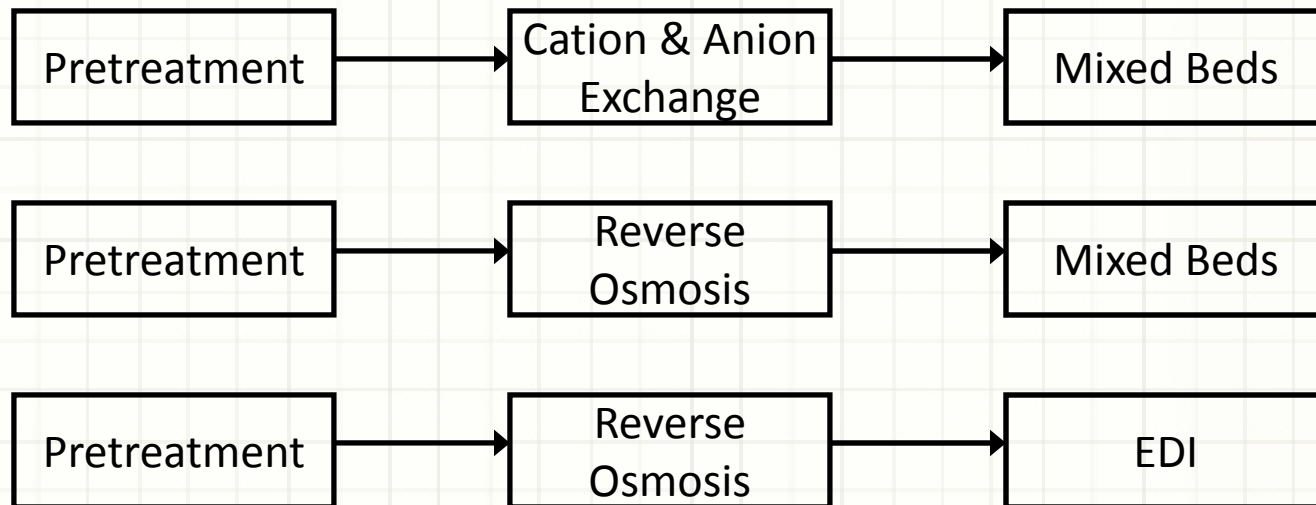 Pretreatment
Cation & Anion
Exchange
Mixed Beds
Pretreatment
Reverse
Osmosis
Mixed Beds
Pretreatment
Reverse
Osmosis
EDI